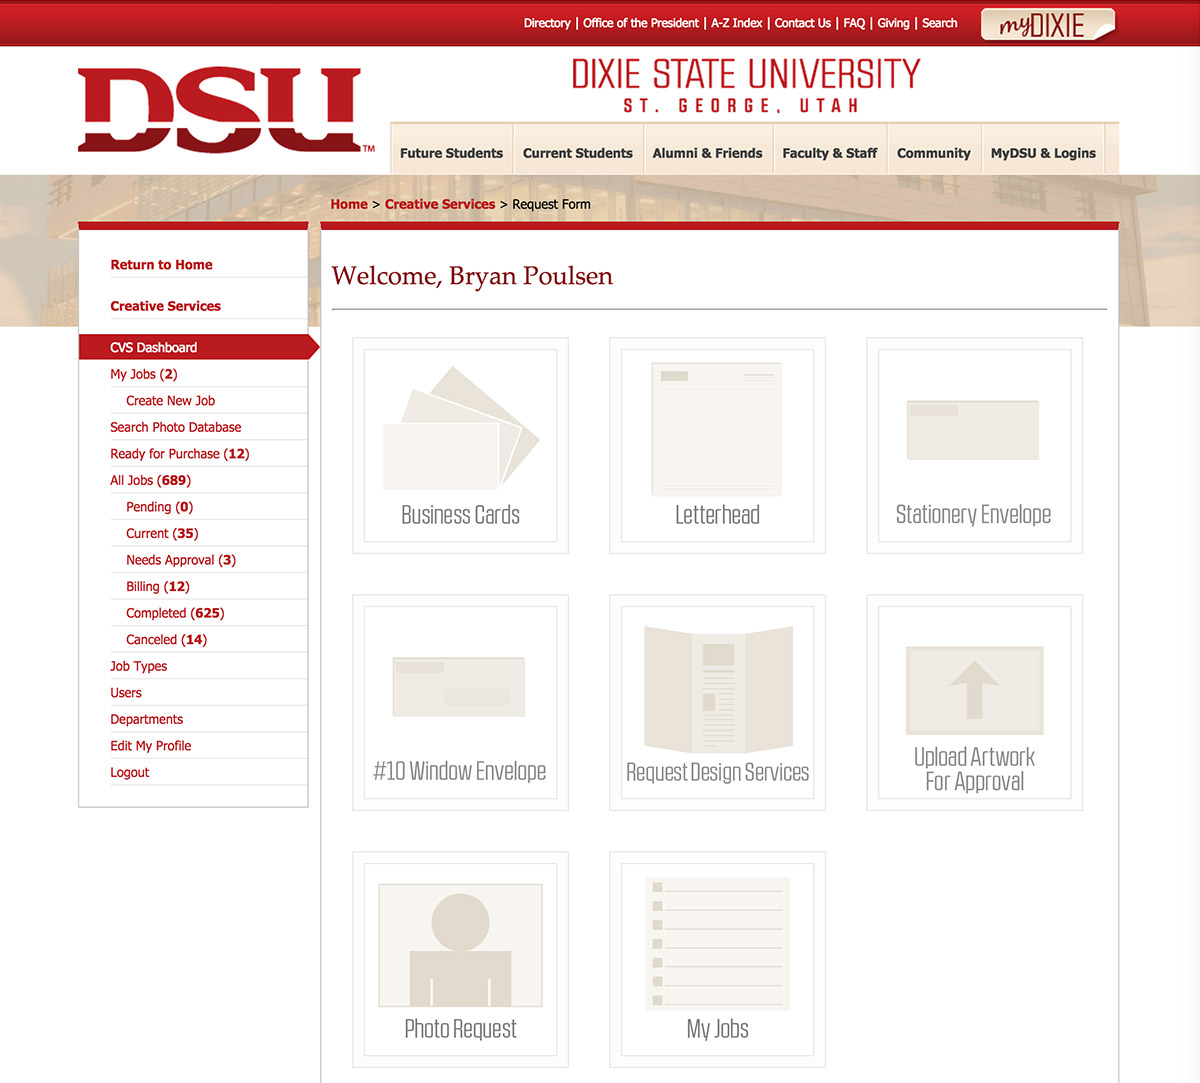 Directory | Office of the President | A-Z Index | Contact Us | FAQ | Giving | Search
myDIXIE
DSU™
DIXIE STATE UNIVERSITY
ST. GEORGE, UTAH
Future Students
Current Students
Alumni & Friends
Faculty & Staff
Community
MyDSU & Logins
Home > Creative Services > Request Form
Return to Home
Creative Services
CVS Dashboard
My Jobs (2)
Create New Job
Search Photo Database
Ready for Purchase (12)
All Jobs (689)
Pending (0)
Current (35)
Needs Approval (3)
Billing (12)
Completed (625)
Canceled (14)
Job Types
Users
Departments
Edit My Profile
Logout
Welcome, Bryan Poulsen
Business Cards
Letterhead
Stationery Envelope
#10 Window Envelope
Request Design Services
Upload Artwork
For Approval
Photo Request
My Jobs